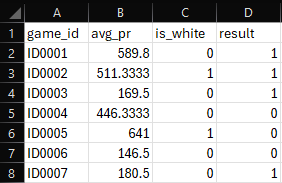 A B C D
1 game_id avg_pr is_white result
2 ID0001 589.8 0 1
3 ID0002 511.3333 1 1
4 ID0003 169.5 0 1
5 ID0004 446.3333 0 0
6 ID0005 641 1 0
7 ID0006 146.5 0 0
8 ID0007 180.5 0 1